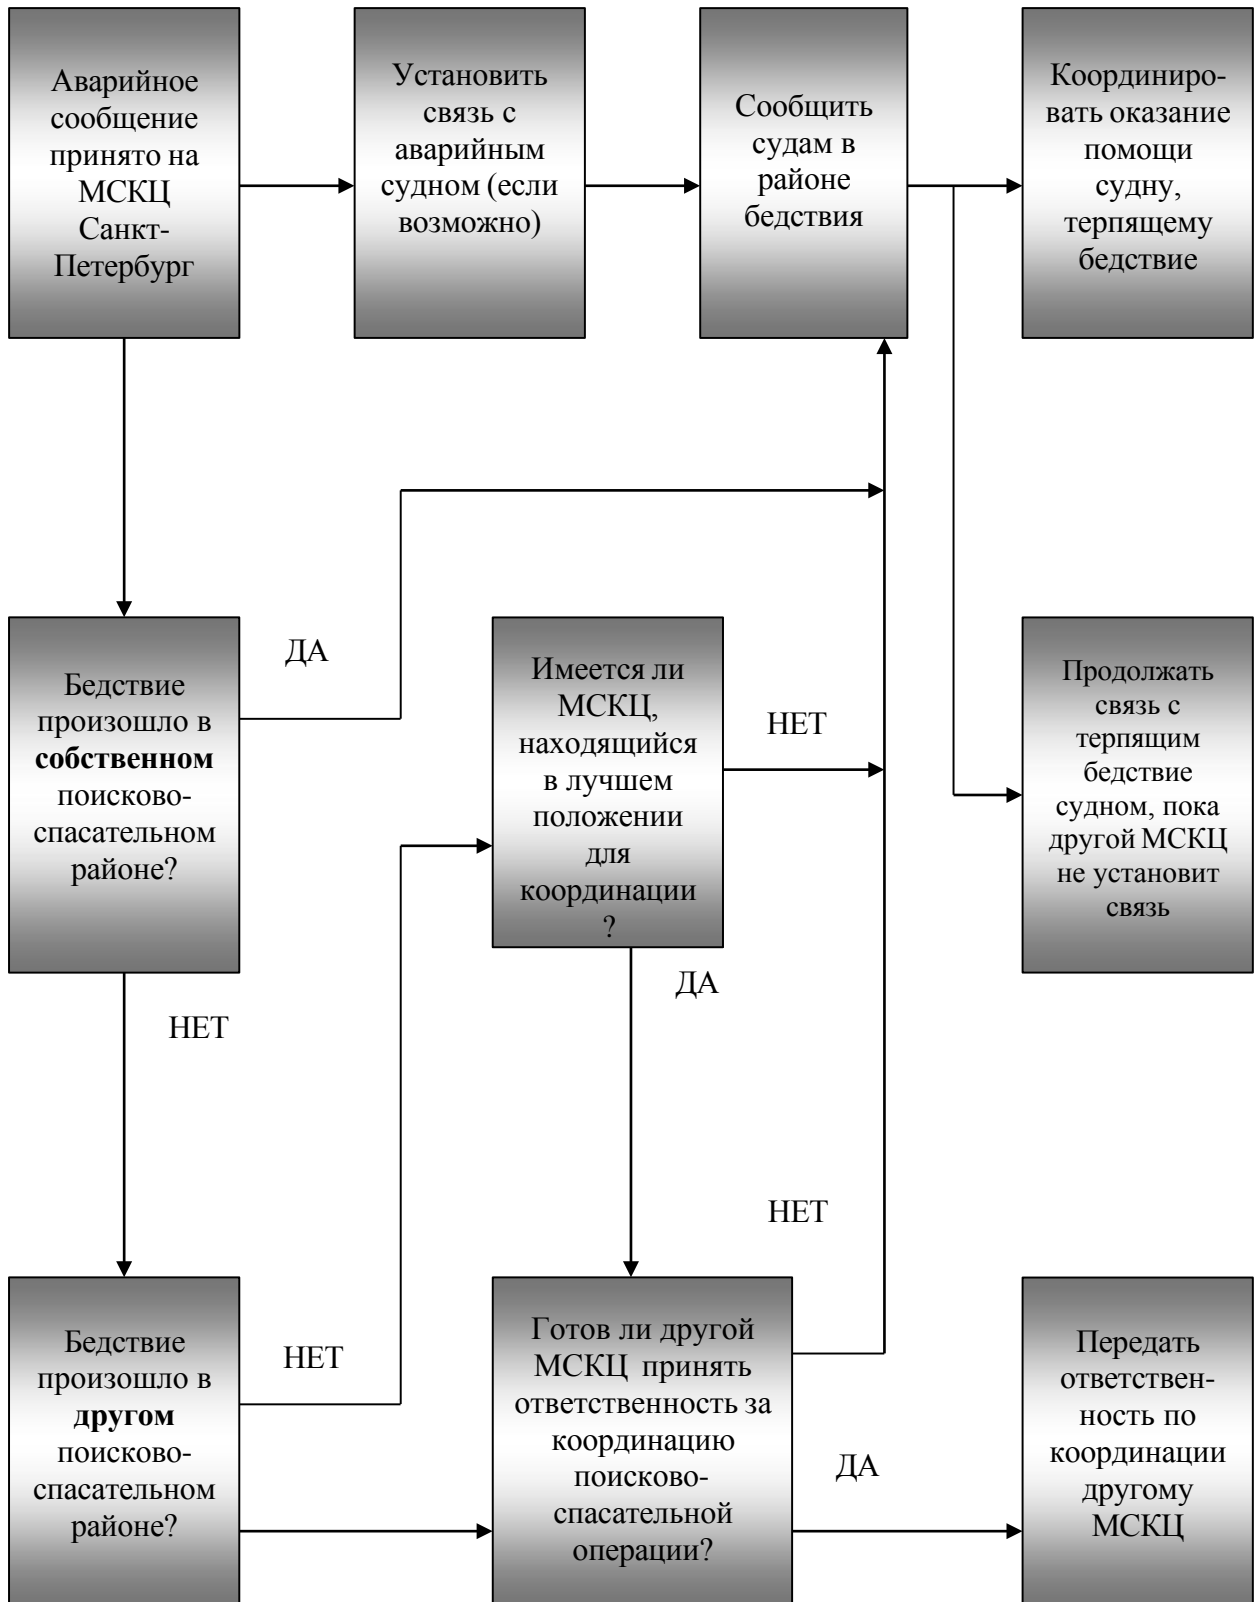 Аварийное
сообщение
принято на
МСКЦ
Санкт-
Петербург
Установить
связь с
аварийным
судном (если
возможно)
Сообщить
судам в
районе
бедствия
Координиро-
вать оказание
помощи
судну,
терпящему
бедствие
Бедствие
произошло в
собственном
поисково-
спасательном
районе?
ДА
НЕТ
Имеется ли
МСКЦ,
находящийся
в лучшем
положении
для
координации
?
НЕТ
ДА
Продолжать
связь с
терпящим
бедствие
судном, пока
другой МСКЦ
не установит
связь
Бедствие
произошло в
другом
поисково-
спасательном
районе?
НЕТ
Готов ли другой
МСКЦ принять
ответственность за
координацию
поисково-
спасательной
операции?
НЕТ
ДА
Передать
ответствен-
ность по
координации
другому
МСКЦ